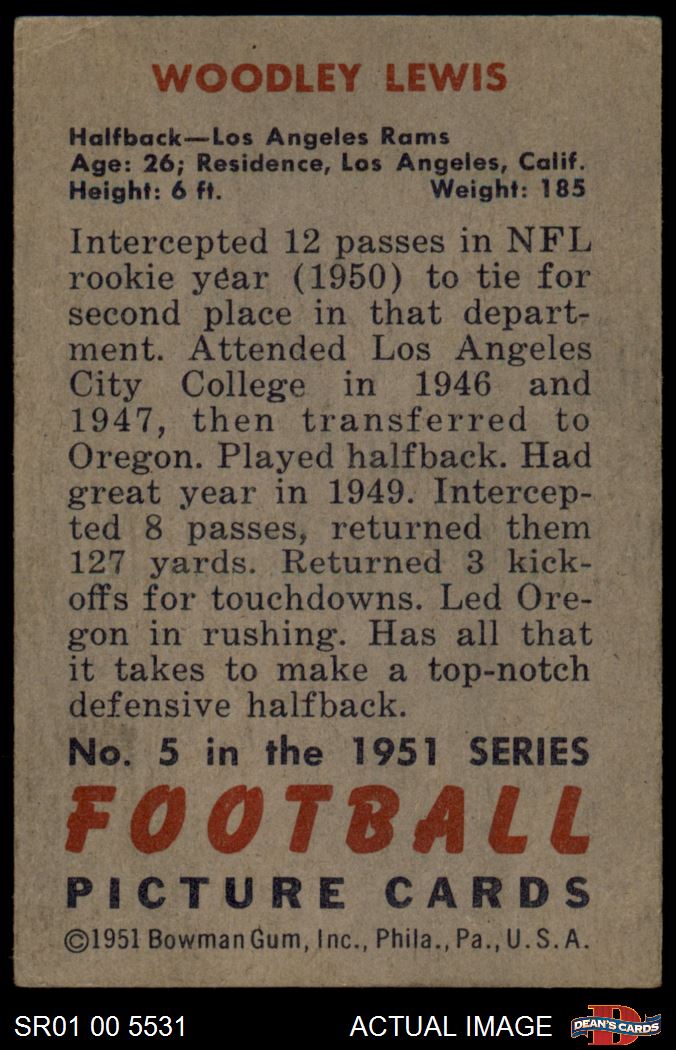 WOODLEY LEWIS
Halfback—Los Angeles Rams
Age: 26; Residence, Los Angeles, Calif.
Height: 6 ft. Weight: 185
Intercepted 12 passes in NFL
rookie year (1950) to tie for
second place in that depart-
ment. Attended Los Angeles
City College in 1946 and
1947, then transferred to
Oregon. Played halfback. Had
great year in 1949. Intercep-
ted 8 passes, returned them
127 yards. Returned 3 kick-
offs for touchdowns. Led Ore-
gon in rushing. Has all that
it takes to make a top-notch
defensive halfback.
No. 5 in the 1951 SERIES
FOOTBALL
PICTURE CARDS
©1951 Bowman Gum, Inc., Phila., Pa., U.S.A.
SR01 00 5531 ACTUAL IMAGE D DEAN'S CARDS